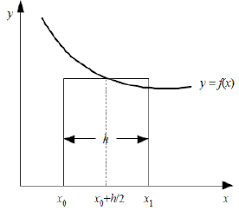 y
y = f(x)
h
x₀ x₀+h/2 x₁ x